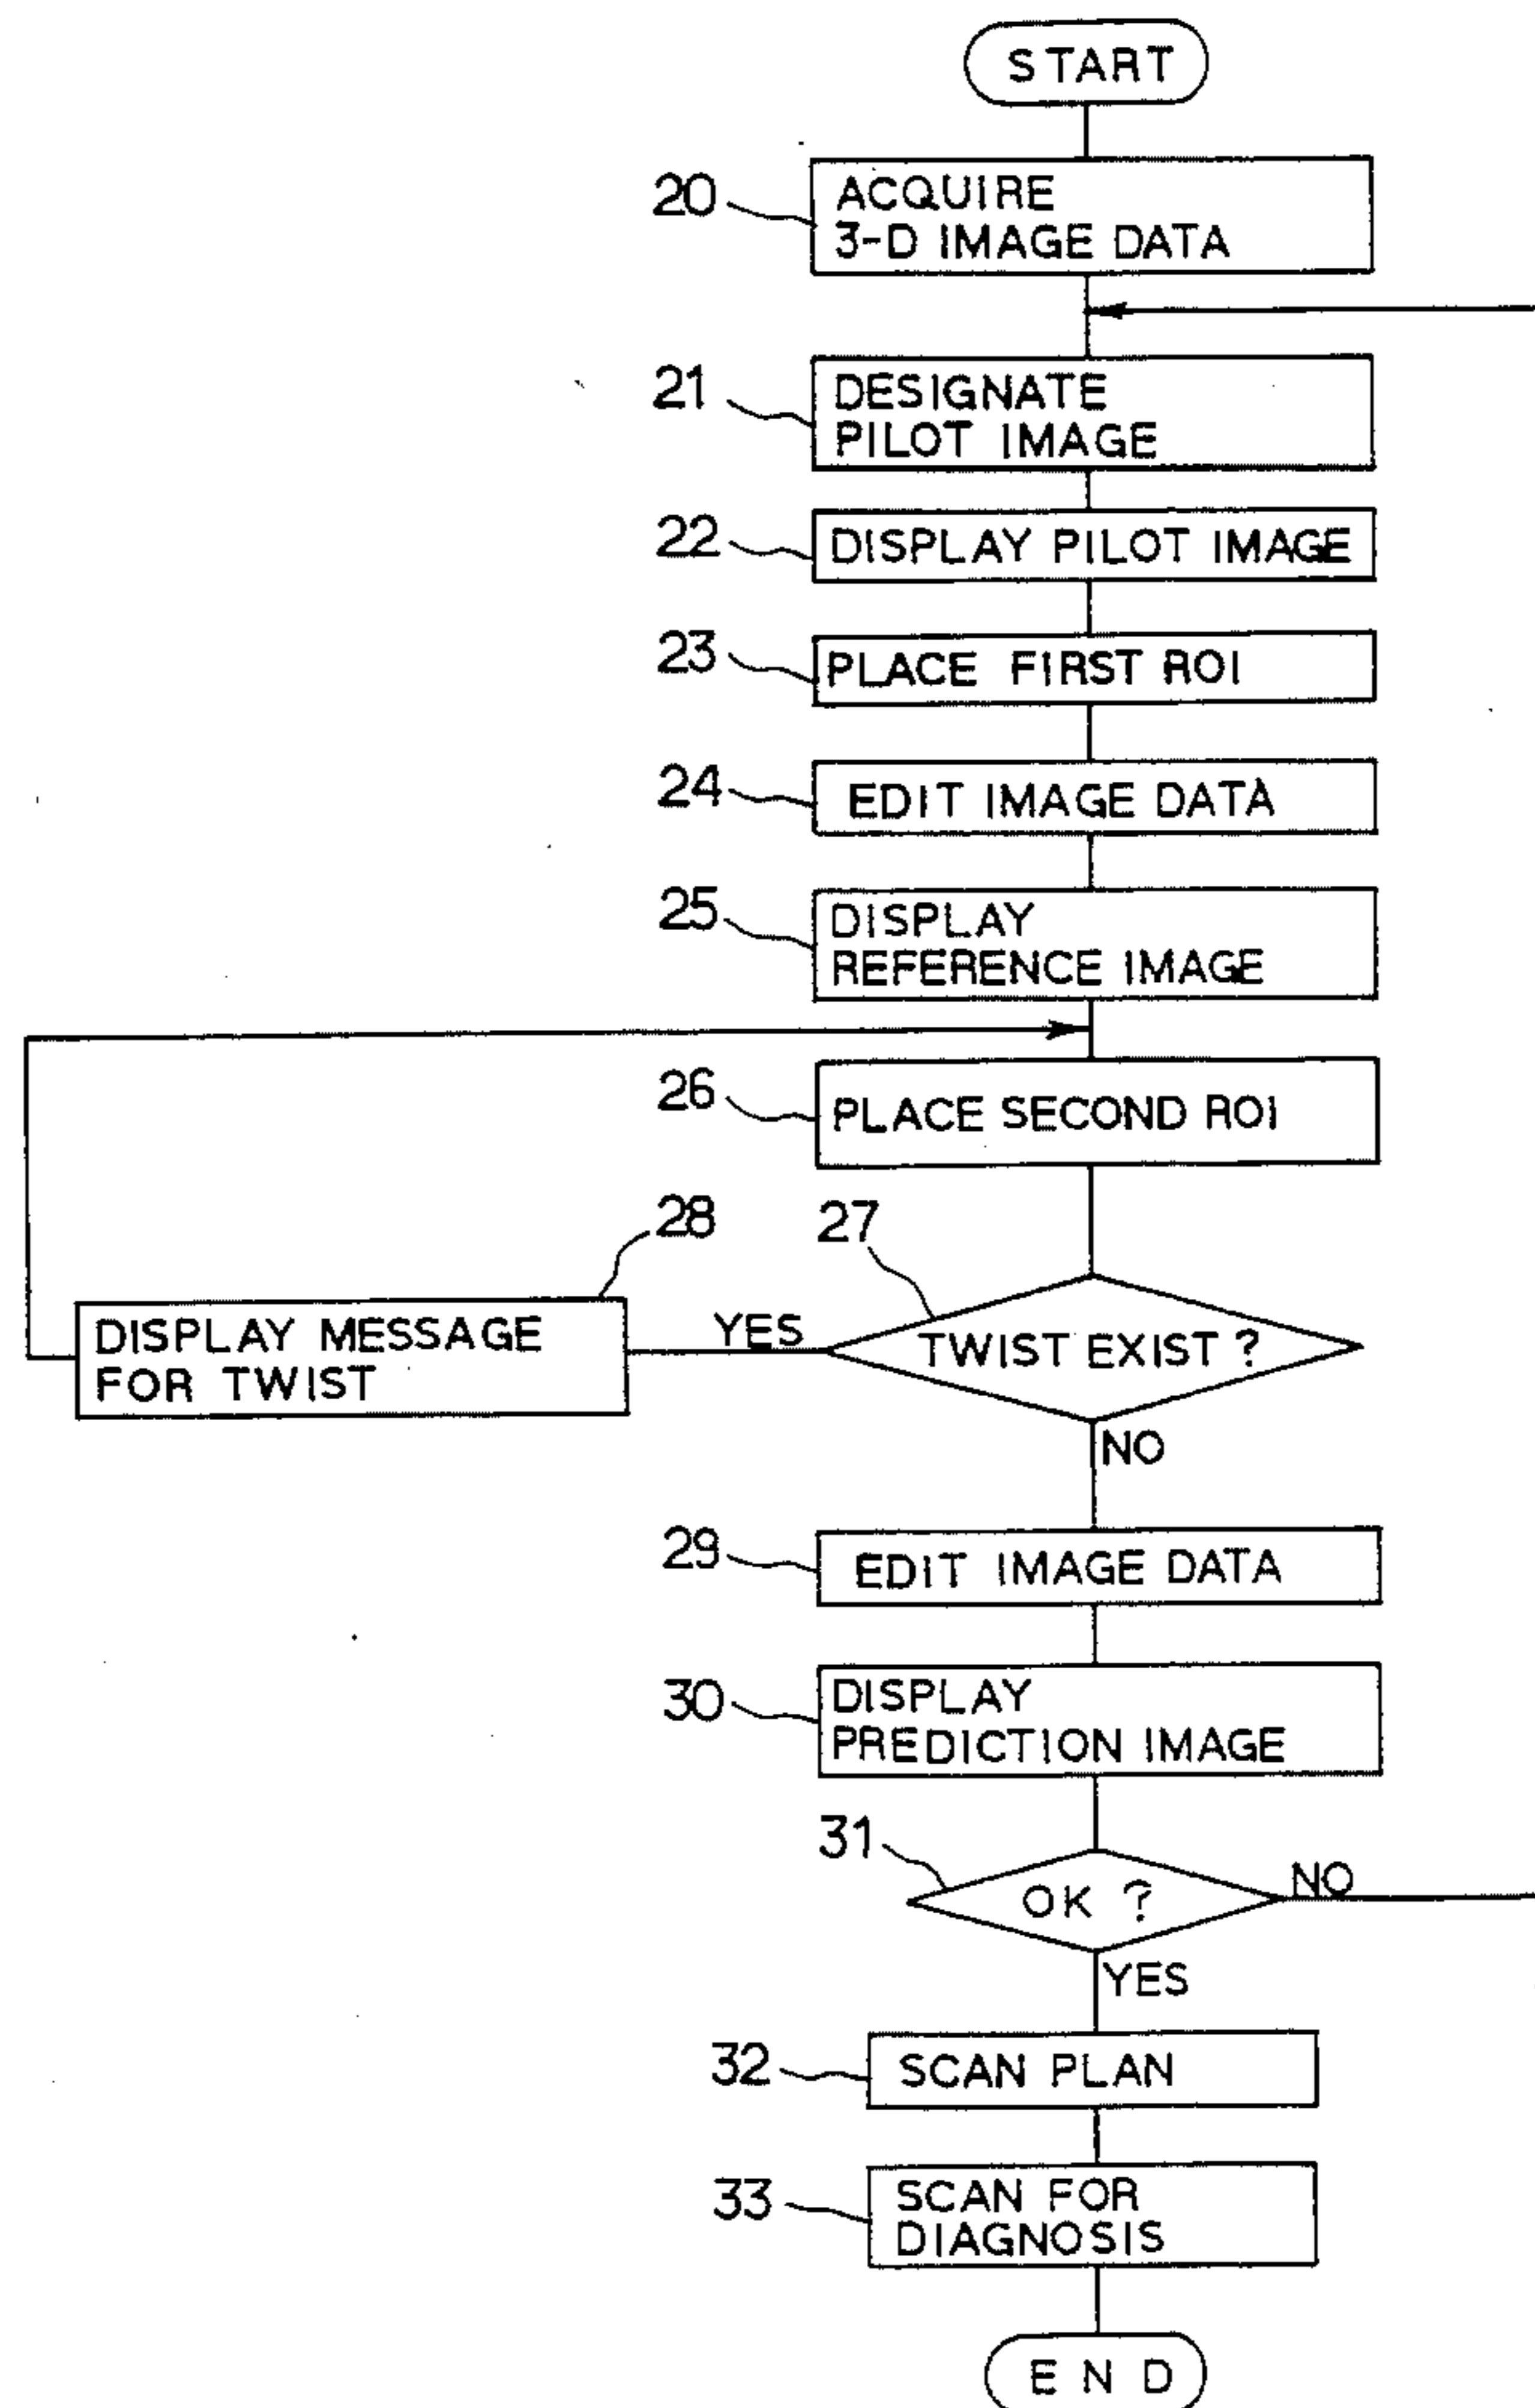 START
20
ACQUIRE
3-D IMAGE DATA
21
DESIGNATE
PILOT IMAGE
22
DISPLAY PILOT IMAGE
23
PLACE FIRST ROI
24
EDIT IMAGE DATA
25
DISPLAY
REFERENCE IMAGE
26
PLACE SECOND ROI
28
27
DISPLAY MESSAGE
FOR TWIST
YES
TWIST EXIST ?
NO
29
EDIT IMAGE DATA
30
DISPLAY
PREDICTION IMAGE
31
OK ?
NO
YES
32
SCAN PLAN
33
SCAN FOR
DIAGNOSIS
END